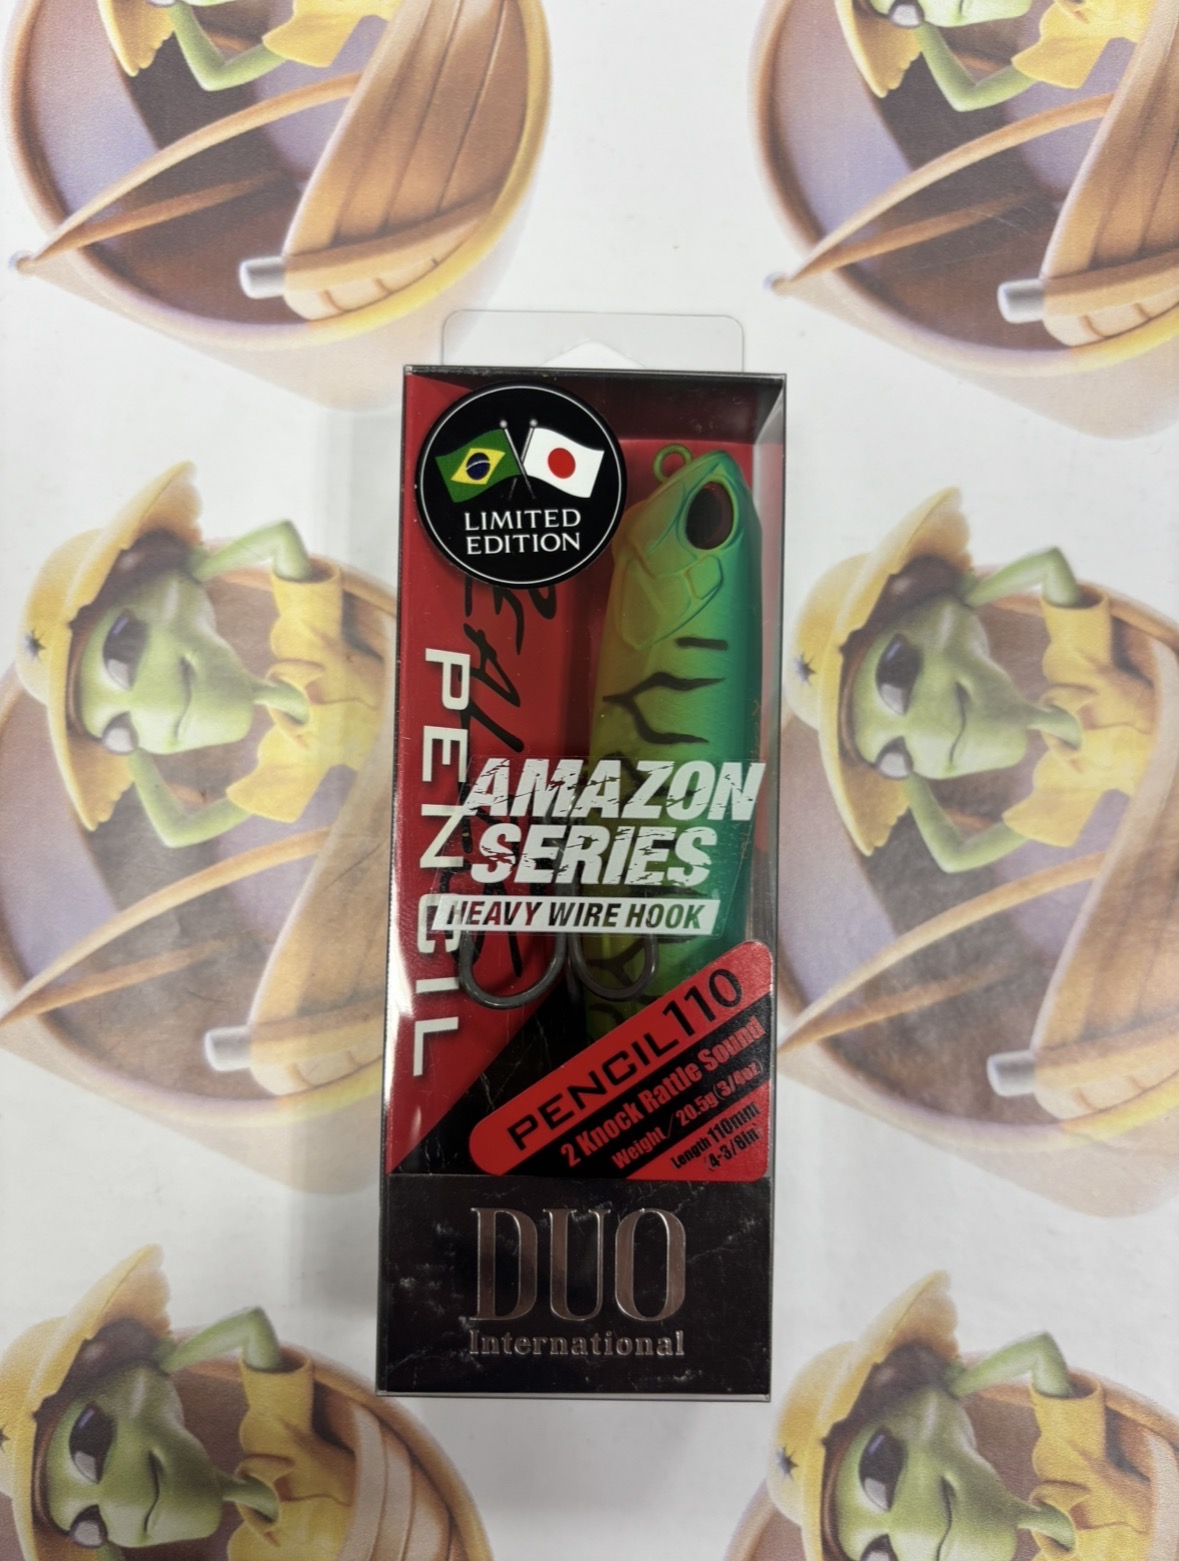 LIMITED
EDITION
REAL
PENCIL
AMAZON
SERIES
HEAVY WIRE HOOK
PENCIL110
2 Knock Rattle Sound
Weight / 20.5g(3/4oz)
Length 110mm
(4-3/8in)
DUO
International